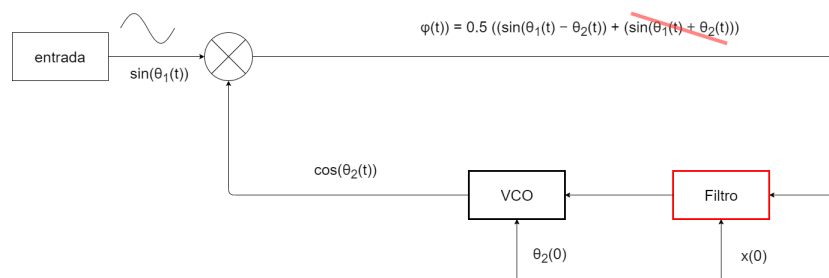 φ(t)) = 0.5 ((sin(θ₁(t) − θ₂(t)) + (sin(θ₁(t) + θ₂(t)))
entrada
sin(θ₁(t))
cos(θ₂(t))
VCO
Filtro
θ₂(0)
x(0)